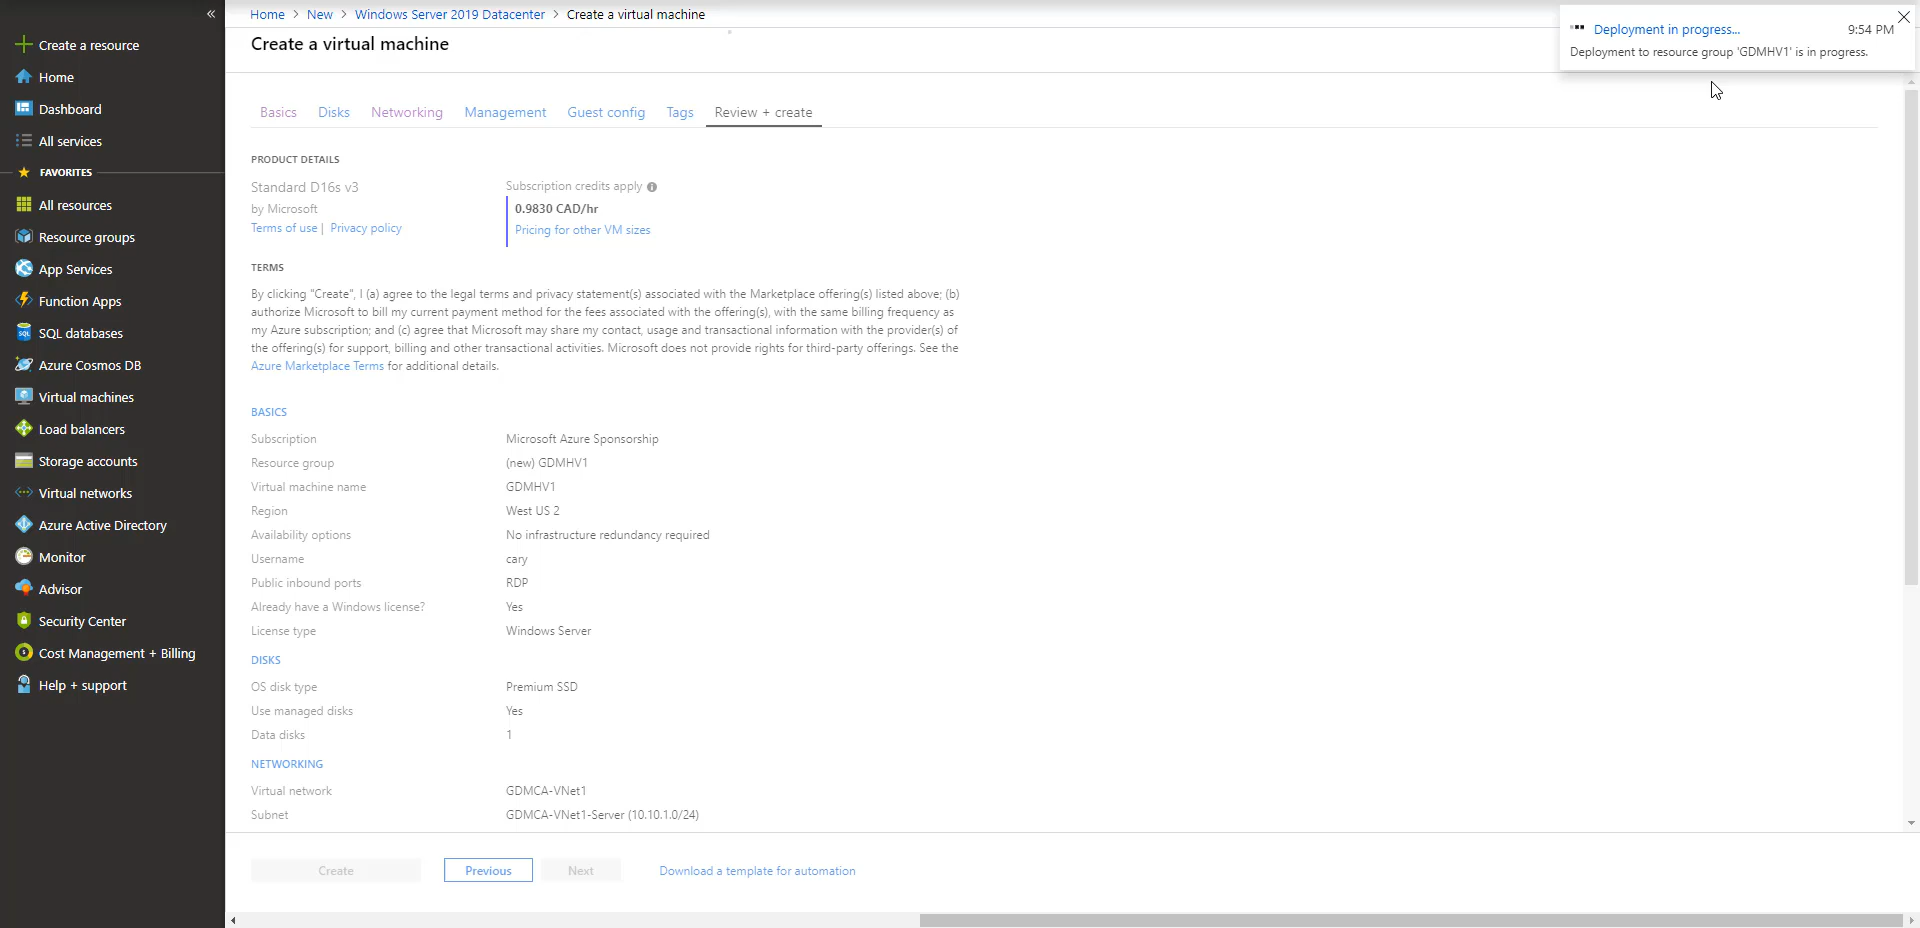 «
Create a resource
Home
Dashboard
All services
FAVORITES
All resources
Resource groups
App Services
Function Apps
SQL databases
Azure Cosmos DB
Virtual machines
Load balancers
Storage accounts
Virtual networks
Azure Active Directory
Monitor
Advisor
Security Center
Cost Management + Billing
Help + support
Home > New > Windows Server 2019 Datacenter > Create a virtual machine
Create a virtual machine
Deployment in progress... 9:54 PM
Deployment to resource group 'GDMHV1' is in progress.
Basics Disks Networking Management Guest config Tags Review + create
PRODUCT DETAILS
Standard D16s v3 Subscription credits apply
by Microsoft 0.9830 CAD/hr
Terms of use | Privacy policy Pricing for other VM sizes
TERMS
By clicking "Create", I (a) agree to the legal terms and privacy statement(s) associated with the Marketplace offering(s) listed above; (b)
authorize Microsoft to bill my current payment method for the fees associated with the offering(s), with the same billing frequency as
my Azure subscription; and (c) agree that Microsoft may share my contact, usage and transactional information with the provider(s) of
the offering(s) for support, billing and other transactional activities. Microsoft does not provide rights for third-party offerings. See the
Azure Marketplace Terms for additional details.
BASICS
Subscription Microsoft Azure Sponsorship
Resource group (new) GDMHV1
Virtual machine name GDMHV1
Region West US 2
Availability options No infrastructure redundancy required
Username cary
Public inbound ports RDP
Already have a Windows license? Yes
License type Windows Server
DISKS
OS disk type Premium SSD
Use managed disks Yes
Data disks 1
NETWORKING
Virtual network GDMCA-VNet1
Subnet GDMCA-VNet1-Server (10.10.1.0/24)
Create Previous Next Download a template for automation